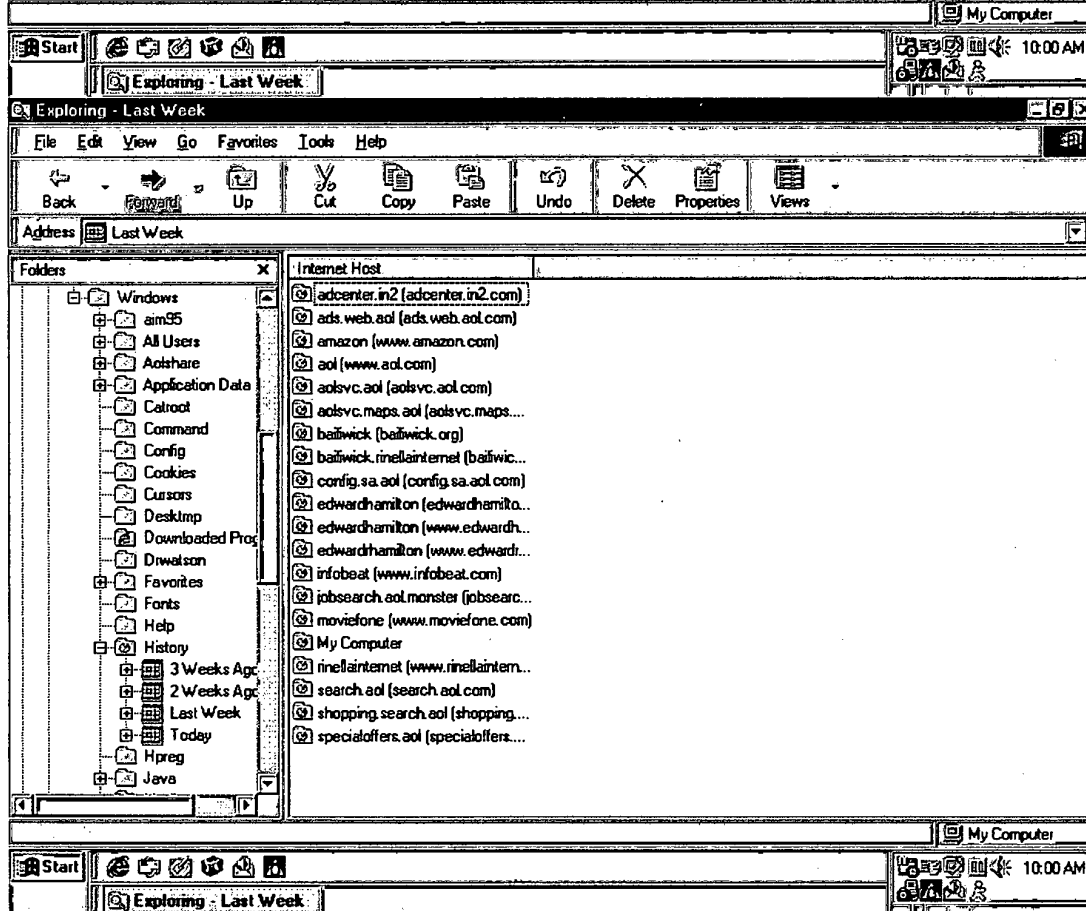 My Computer
Start 10:00 AM
Exploring - Last Week
Exploring - Last Week
File Edit View Go Favorites Tools Help
Back Forward Up Cut Copy Paste Undo Delete Properties Views
Address Last Week
Folders x
Windows
aim95
All Users
Aolshare
Application Data
Catroot
Command
Config
Cookies
Cursors
Desktmp
Downloaded Prog
Drwatson
Favorites
Fonts
Help
History
3 Weeks Ago
2 Weeks Ago
Last Week
Today
Hpreg
Java
Internet Host
adcenter.in2 (adcenter.in2.com)
ads.web.aol (ads.web.aol.com)
amazon (www.amazon.com)
aol (www.aol.com)
aolsvc.aol (aolsvc.aol.com)
aolsvc.maps.aol (aolsvc.maps....
bailiwick (bailiwick.org)
bailiwick.rinellainternet (bailiwic...
config.sa.aol (config.sa.aol.com)
edwardhamilton (edwardhamilto...
edwardhamilton (www.edwardh...
edwardrhamilton (www.edwardr...
infobeat (www.infobeat.com)
jobsearch.aol.monster (jobsearc...
moviefone (www.moviefone.com)
My Computer
rinellainternet (www.rinellaintern...
search.aol (search.aol.com)
shopping.search.aol (shopping....
specialoffers.aol (specialoffers....
My Computer
Start 10:00 AM
Exploring - Last Week